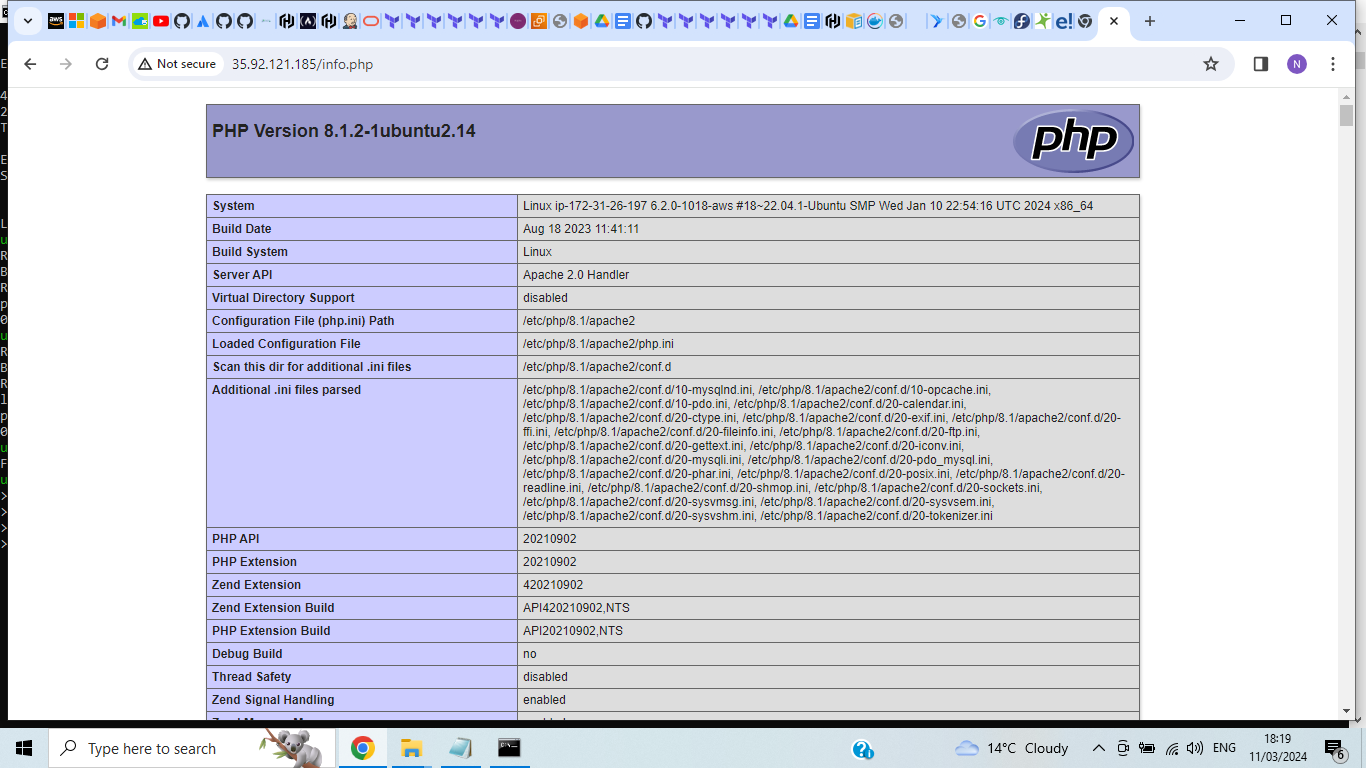 aws
Not secure 35.92.121.185/info.php N
PHP Version 8.1.2-1ubuntu2.14
php
System Linux ip-172-31-26-197 6.2.0-1018-aws #18~22.04.1-Ubuntu SMP Wed Jan 10 22:54:16 UTC 2024 x86_64
Build Date Aug 18 2023 11:41:11
Build System Linux
Server API Apache 2.0 Handler
Virtual Directory Support disabled
Configuration File (php.ini) Path /etc/php/8.1/apache2
Loaded Configuration File /etc/php/8.1/apache2/php.ini
Scan this dir for additional .ini files /etc/php/8.1/apache2/conf.d
Additional .ini files parsed /etc/php/8.1/apache2/conf.d/10-mysqlnd.ini, /etc/php/8.1/apache2/conf.d/10-opcache.ini,
/etc/php/8.1/apache2/conf.d/10-pdo.ini, /etc/php/8.1/apache2/conf.d/20-calendar.ini,
/etc/php/8.1/apache2/conf.d/20-ctype.ini, /etc/php/8.1/apache2/conf.d/20-exif.ini, /etc/php/8.1/apache2/conf.d/20-
ffi.ini, /etc/php/8.1/apache2/conf.d/20-fileinfo.ini, /etc/php/8.1/apache2/conf.d/20-ftp.ini,
/etc/php/8.1/apache2/conf.d/20-gettext.ini, /etc/php/8.1/apache2/conf.d/20-iconv.ini,
/etc/php/8.1/apache2/conf.d/20-mysqli.ini, /etc/php/8.1/apache2/conf.d/20-pdo_mysql.ini,
/etc/php/8.1/apache2/conf.d/20-phar.ini, /etc/php/8.1/apache2/conf.d/20-posix.ini, /etc/php/8.1/apache2/conf.d/20-
readline.ini, /etc/php/8.1/apache2/conf.d/20-shmop.ini, /etc/php/8.1/apache2/conf.d/20-sockets.ini,
/etc/php/8.1/apache2/conf.d/20-sysvmsg.ini, /etc/php/8.1/apache2/conf.d/20-sysvsem.ini,
/etc/php/8.1/apache2/conf.d/20-sysvshm.ini, /etc/php/8.1/apache2/conf.d/20-tokenizer.ini
PHP API 20210902
PHP Extension 20210902
Zend Extension 420210902
Zend Extension Build API420210902,NTS
PHP Extension Build API20210902,NTS
Debug Build no
Thread Safety disabled
Zend Signal Handling enabled
Type here to search
14°C Cloudy
ENG
18:19
11/03/2024
6